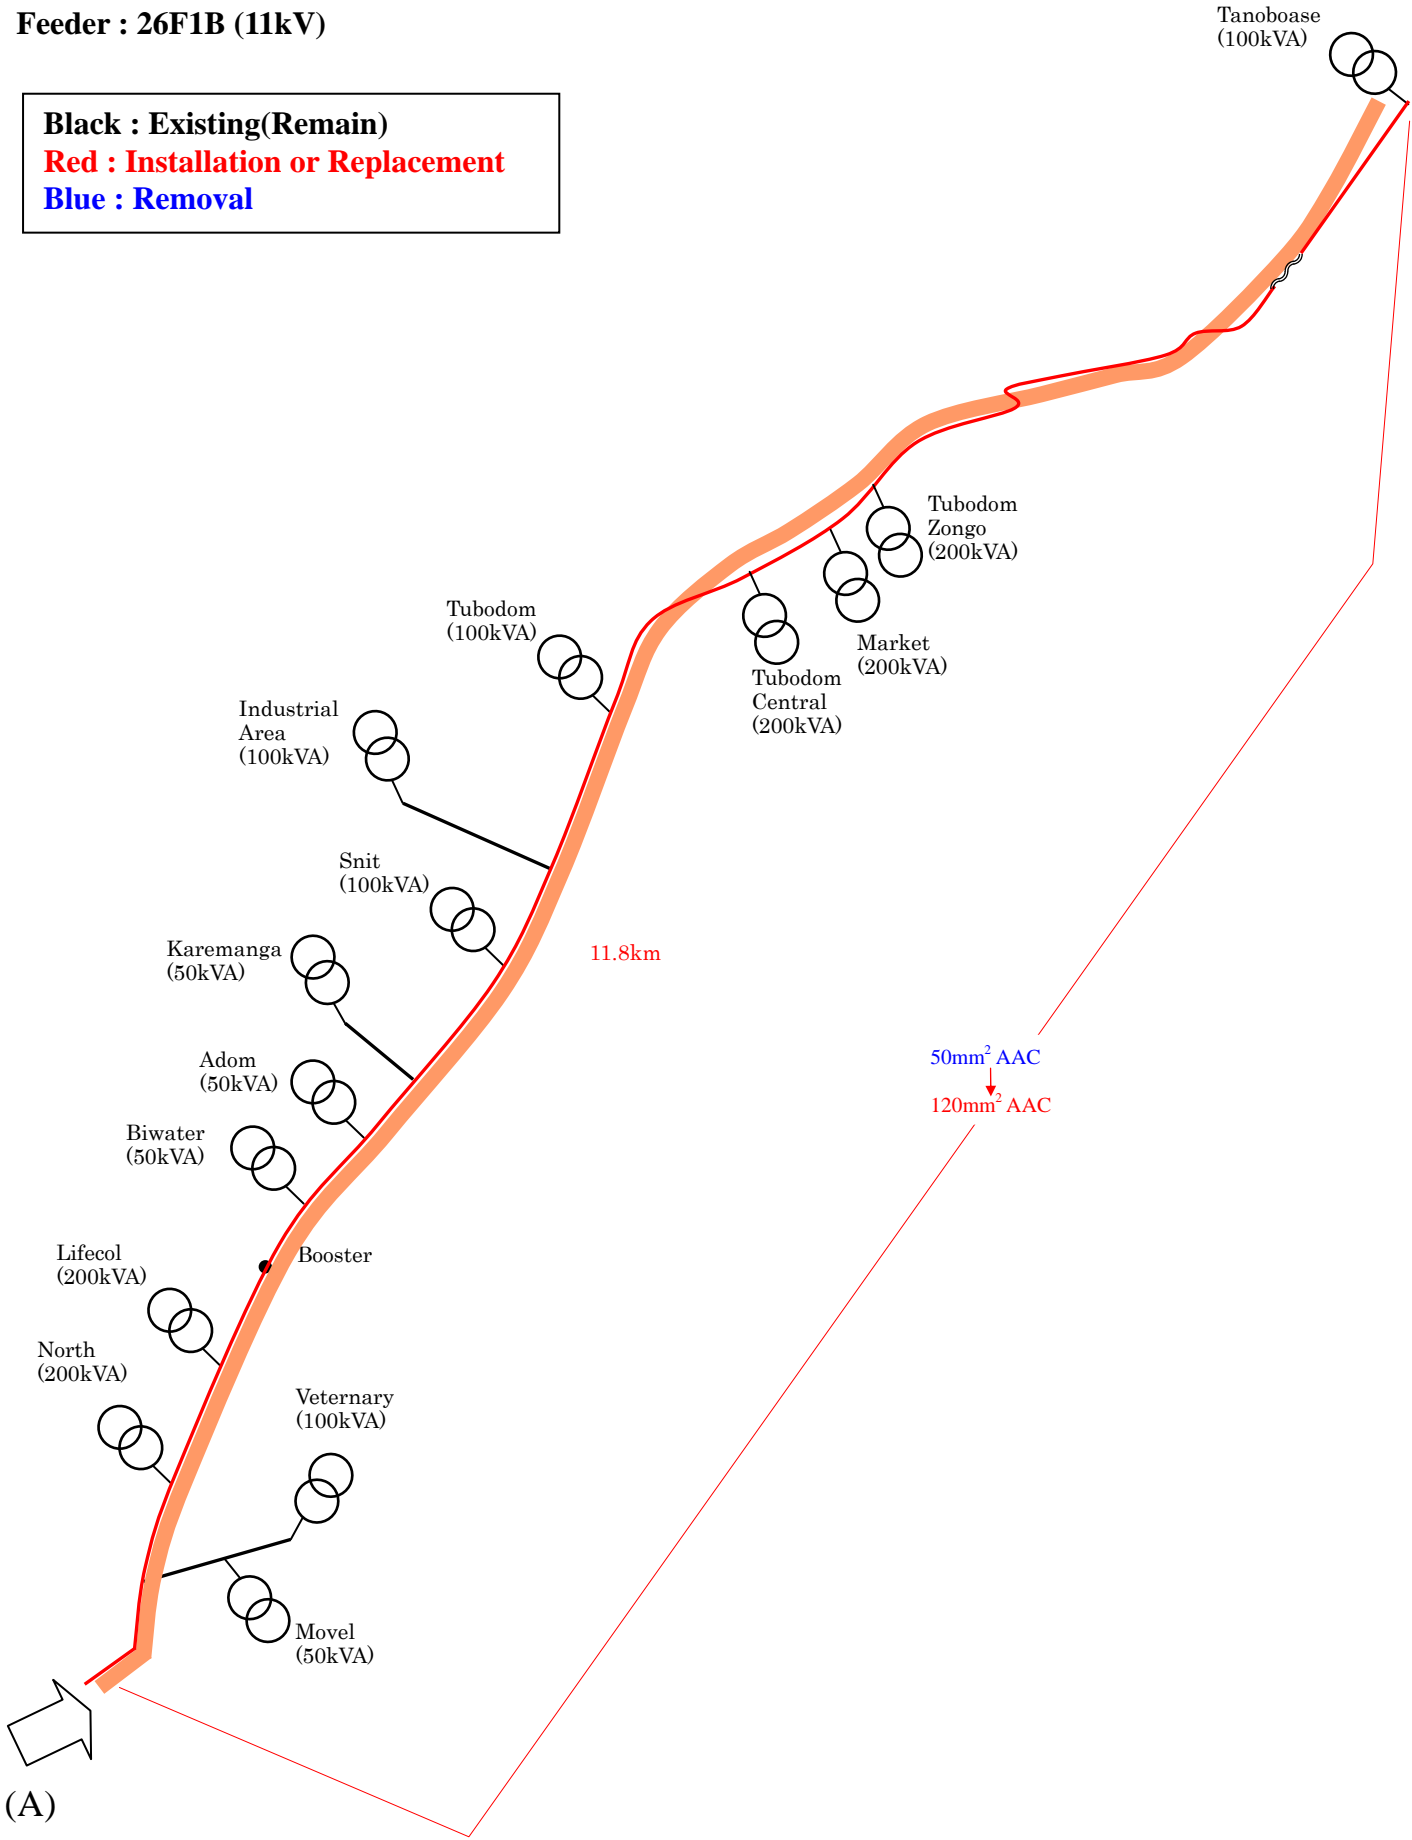 Feeder : 26F1B (11kV)
Black : Existing(Remain)
Red : Installation or Replacement
Blue : Removal
Tanoboase
(100kVA)
Tubodom
Zongo
(200kVA)
Market
(200kVA)
Tubodom
Central
(200kVA)
Tubodom
(100kVA)
Industrial
Area
(100kVA)
Snit
(100kVA)
11.8km
Karemanga
(50kVA)
50mm² AAC
120mm² AAC
Adom
(50kVA)
Biwater
(50kVA)
Booster
Lifecol
(200kVA)
North
(200kVA)
Veternary
(100kVA)
Movel
(50kVA)
(A)